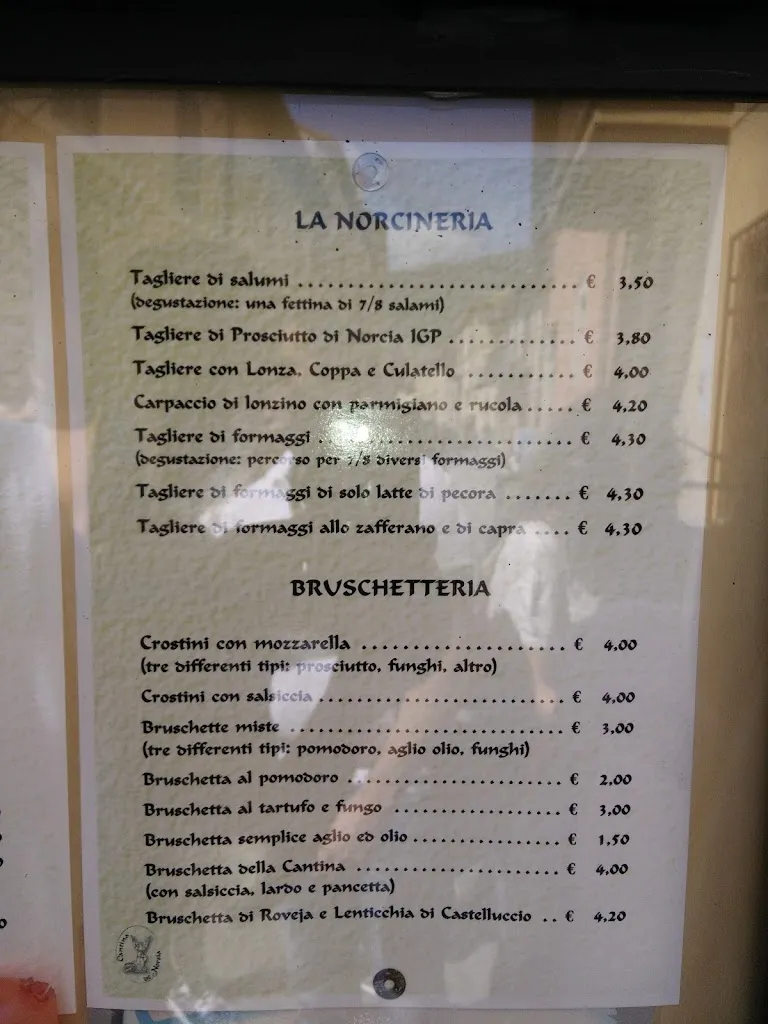 LA NORCINERIA
Tagliere di salumi ............................ € 3,50
(degustazione: una fettina di 7/8 salami)
Tagliere di Prosciutto di Norcia IGP ............. € 3,80
Tagliere con Lonza, Coppa e Culatello ........... € 4,00
Carpaccio di lonzino con parmigiano e rucola ..... € 4,20
Tagliere di formaggi .......................... € 4,30
(degustazione: percorso per 7/8 diversi formaggi)
Tagliere di formaggi di solo latte di pecora ....... € 4,30
Tagliere di formaggi allo zafferano e di capra .... € 4,30
BRUSCHETTERIA
Crostini con mozzarella ..................... € 4,00
(tre differenti tipi: prosciutto, funghi, altro)
Crostini con salsiccia ......................... € 4,00
Bruschette miste ............................ € 3,00
(tre differenti tipi: pomodoro, aglio olio, funghi)
Bruschetta al pomodoro ...................... € 2,00
Bruschetta al tartufo e fungo ................. € 3,00
Bruschetta semplice aglio ed olio ............... € 1,50
Bruschetta della Cantina ..................... € 4,00
(con salsiccia, lardo e pancetta)
Bruschetta di Roveja e Lenticchia di Castelluccio .. € 4,20
Cantina di Norcia